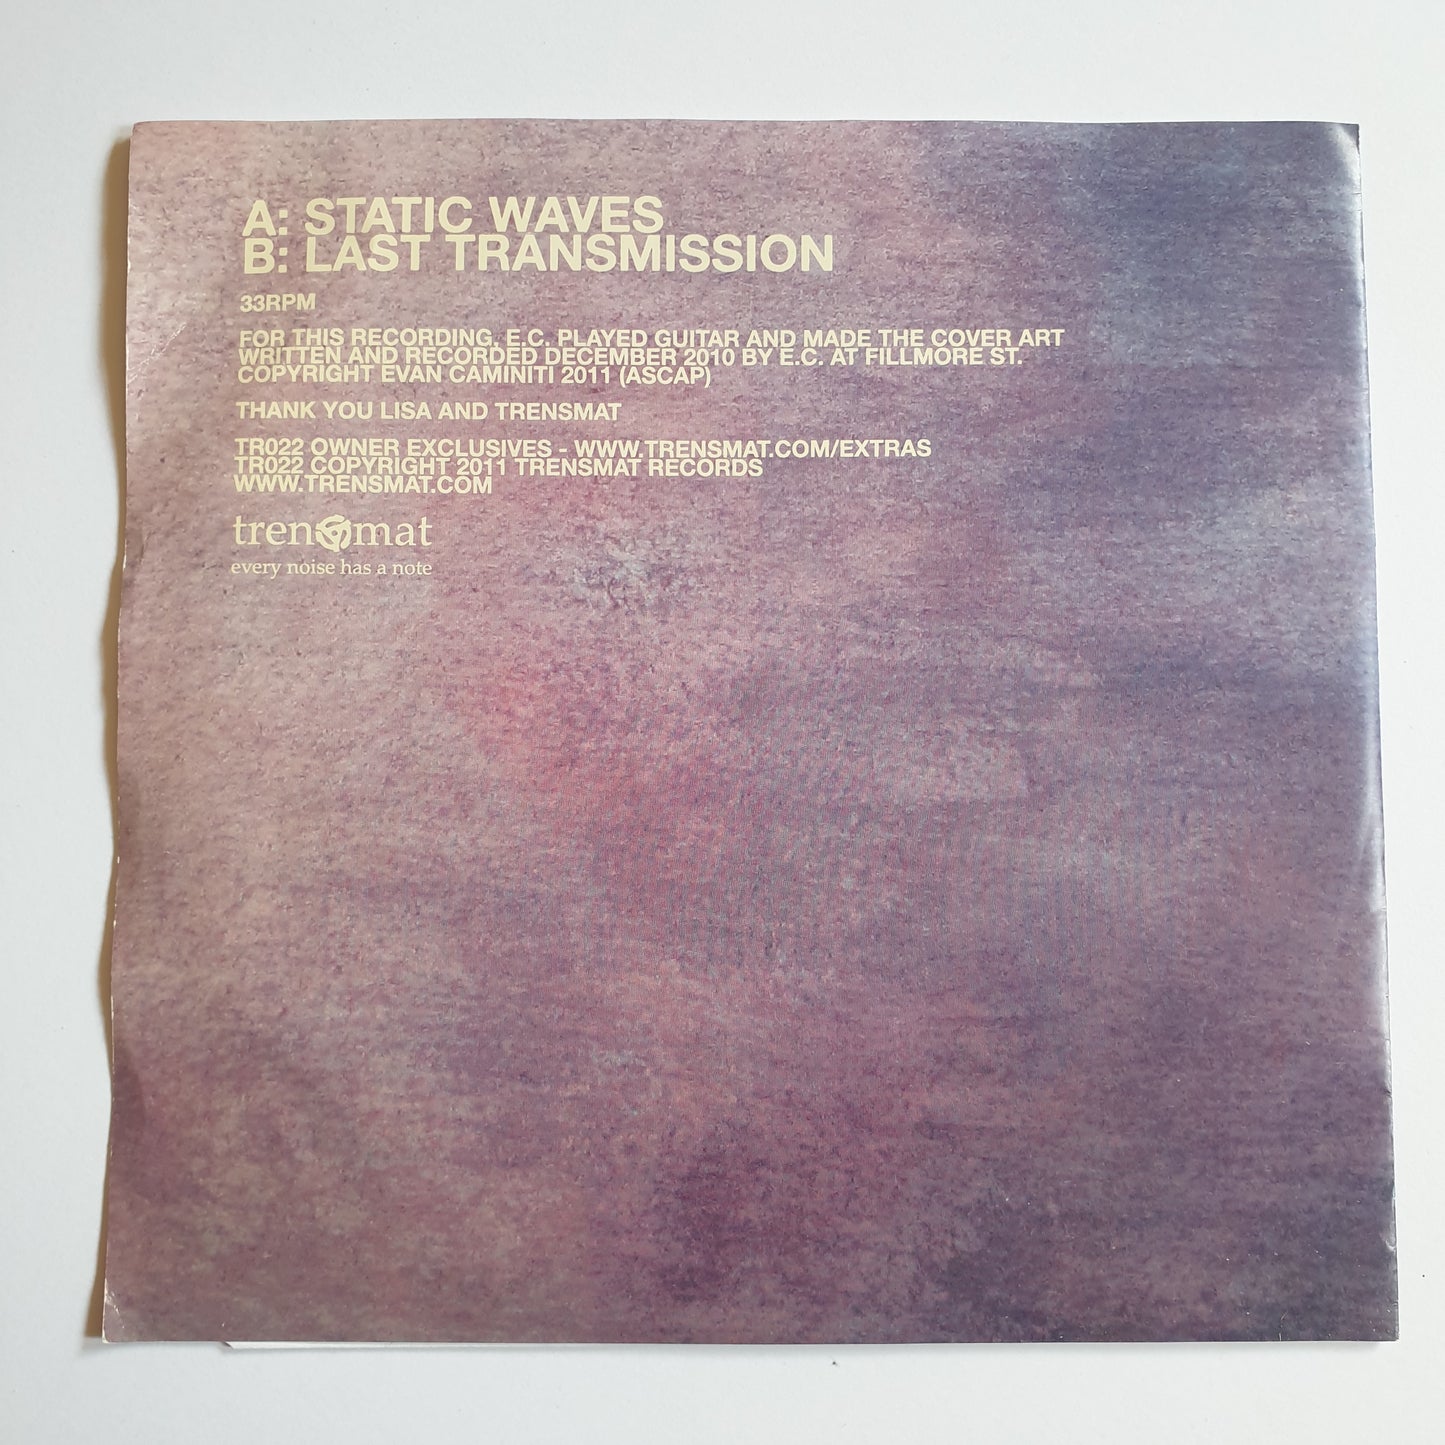 A: STATIC WAVES
B: LAST TRANSMISSION
33RPM
FOR THIS RECORDING, E.C. PLAYED GUITAR AND MADE THE COVER ART
WRITTEN AND RECORDED DECEMBER 2010 BY E.C. AT FILLMORE ST.
COPYRIGHT EVAN CAMINITI 2011 (ASCAP)
THANK YOU LISA AND TRENSMAT
TR022 OWNER EXCLUSIVES - WWW.TRENSMAT.COM/EXTRAS
TR022 COPYRIGHT 2011 TRENSMAT RECORDS
WWW.TRENSMAT.COM
trensmat
every noise has a note